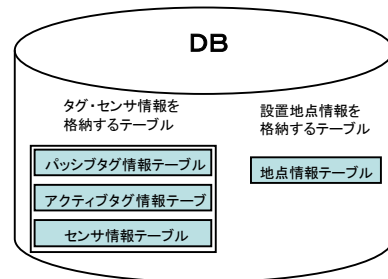 DB
タグ・センサ情報を
格納するテーブル
パッシブタグ情報テーブル
アクティブタグ情報テーブ
センサ情報テーブル
設置地点情報を
格納するテーブル
地点情報テーブル